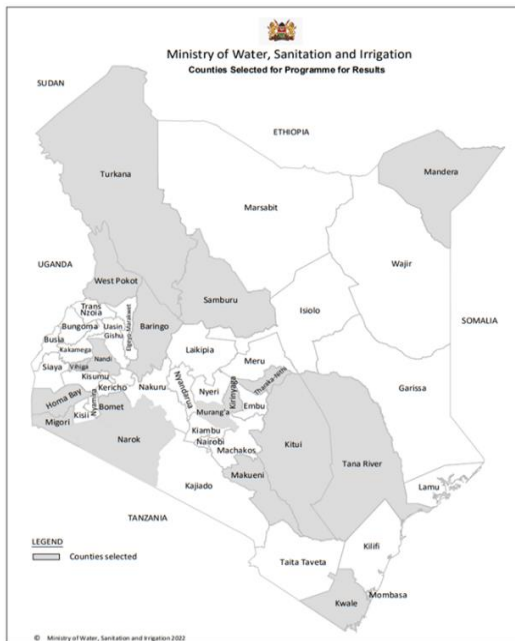 Ministry of Water, Sanitation and Irrigation
Counties Selected for Programme for Results
SUDAN
ETHIOPIA
Turkana
Mandera
Marsabit
UGANDA
Wajir
West Pokot
Samburu
SOMALIA
Isiolo
Trans
Nzoia
Elgeyo-Marakwet
Bungoma
Uasin
Gishu
Baringo
Busia
Kakamega
Laikipia
Meru
Nandi
Siaya
Vihiga
Kisumu
Nakuru
Nyandarua
Nyeri
Kirinyaga
Tharaka-Nithi
Garissa
Kericho
Homa Bay
Nyamira
Bomet
Embu
Murang'a
Migori
Kisii
Kiambu
Narok
Nairobi
Machakos
Kitui
Tana River
Makueni
Kajiado
Lamu
TANZANIA
Kilifi
LEGEND
Counties selected
Taita Taveta
Mombasa
Kwale
© Ministry of Water, Sanitation and Irrigation 2022